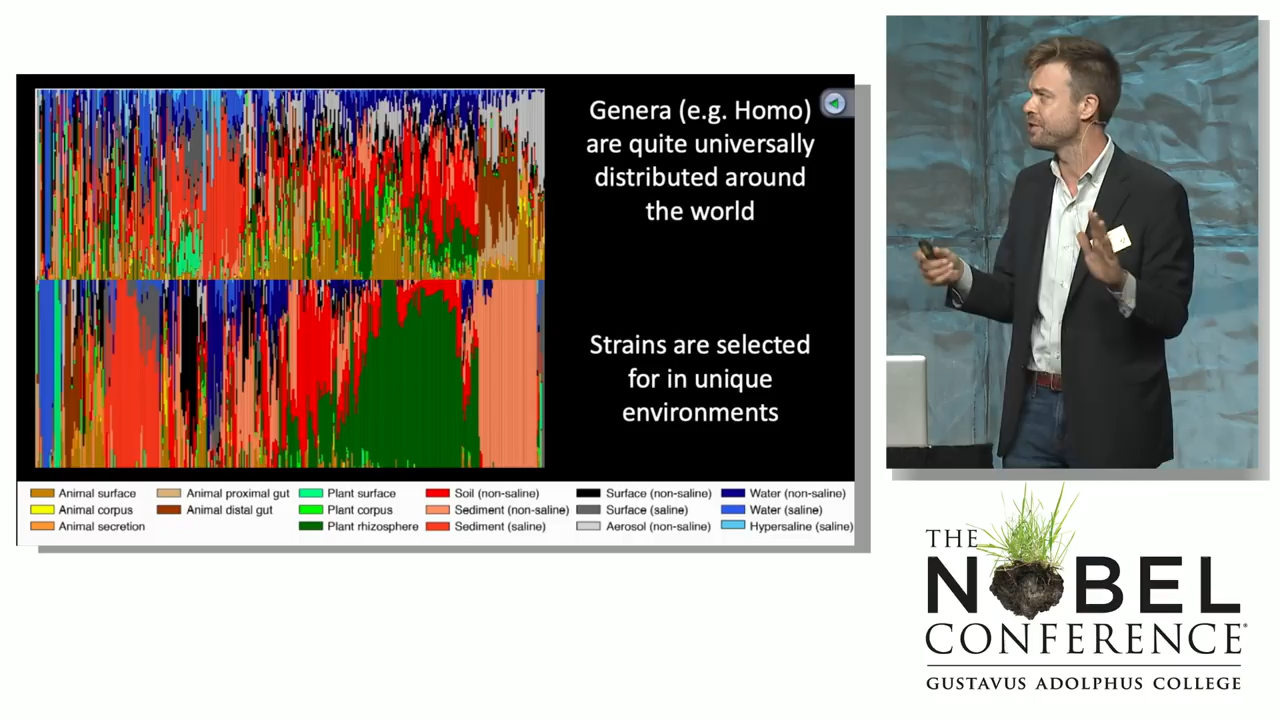 Genera (e.g. Homo)
are quite universally
distributed around
the world
Strains are selected
for in unique
environments
Animal surface
Animal corpus
Animal secretion
Animal proximal gut
Animal distal gut
Plant surface
Plant corpus
Plant rhizosphere
Soil (non-saline)
Sediment (non-saline)
Sediment (saline)
Surface (non-saline)
Surface (saline)
Aerosol (non-saline)
Water (non-saline)
Water (saline)
Hypersaline (saline)
THE
NOBEL
CONFERENCE®
GUSTAVUS ADOLPHUS COLLEGE